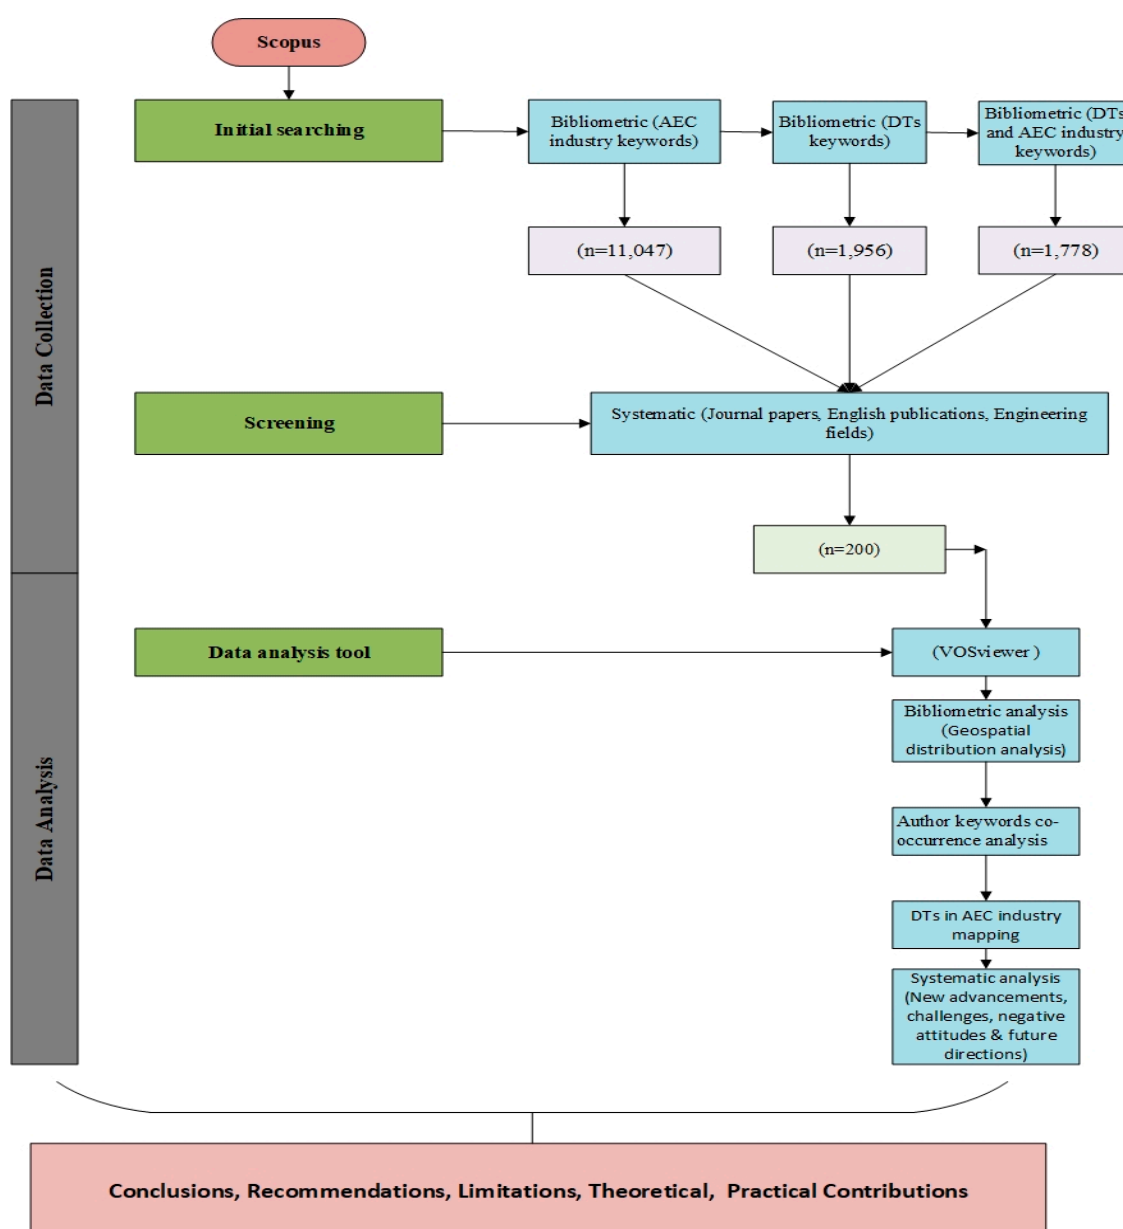 Scopus
Initial searching
Bibliometric (AEC
industry keywords)
Bibliometric (DTs
keywords)
Bibliometric (DTs
and AEC industry
keywords)
(n=11,047)
(n=1,956)
(n=1,778)
Data Collection
Screening
Systematic (Journal papers, English publications, Engineering
fields)
(n=200)
Data Analysis
Data analysis tool
(VOSviewer )
Bibliometric analysis
(Geospatial
distribution analysis)
Author keywords co-
occurrence analysis
DTs in AEC industry
mapping
Systematic analysis
(New advancements,
challenges, negative
attitudes & future
directions)
Conclusions, Recommendations, Limitations, Theoretical, Practical Contributions